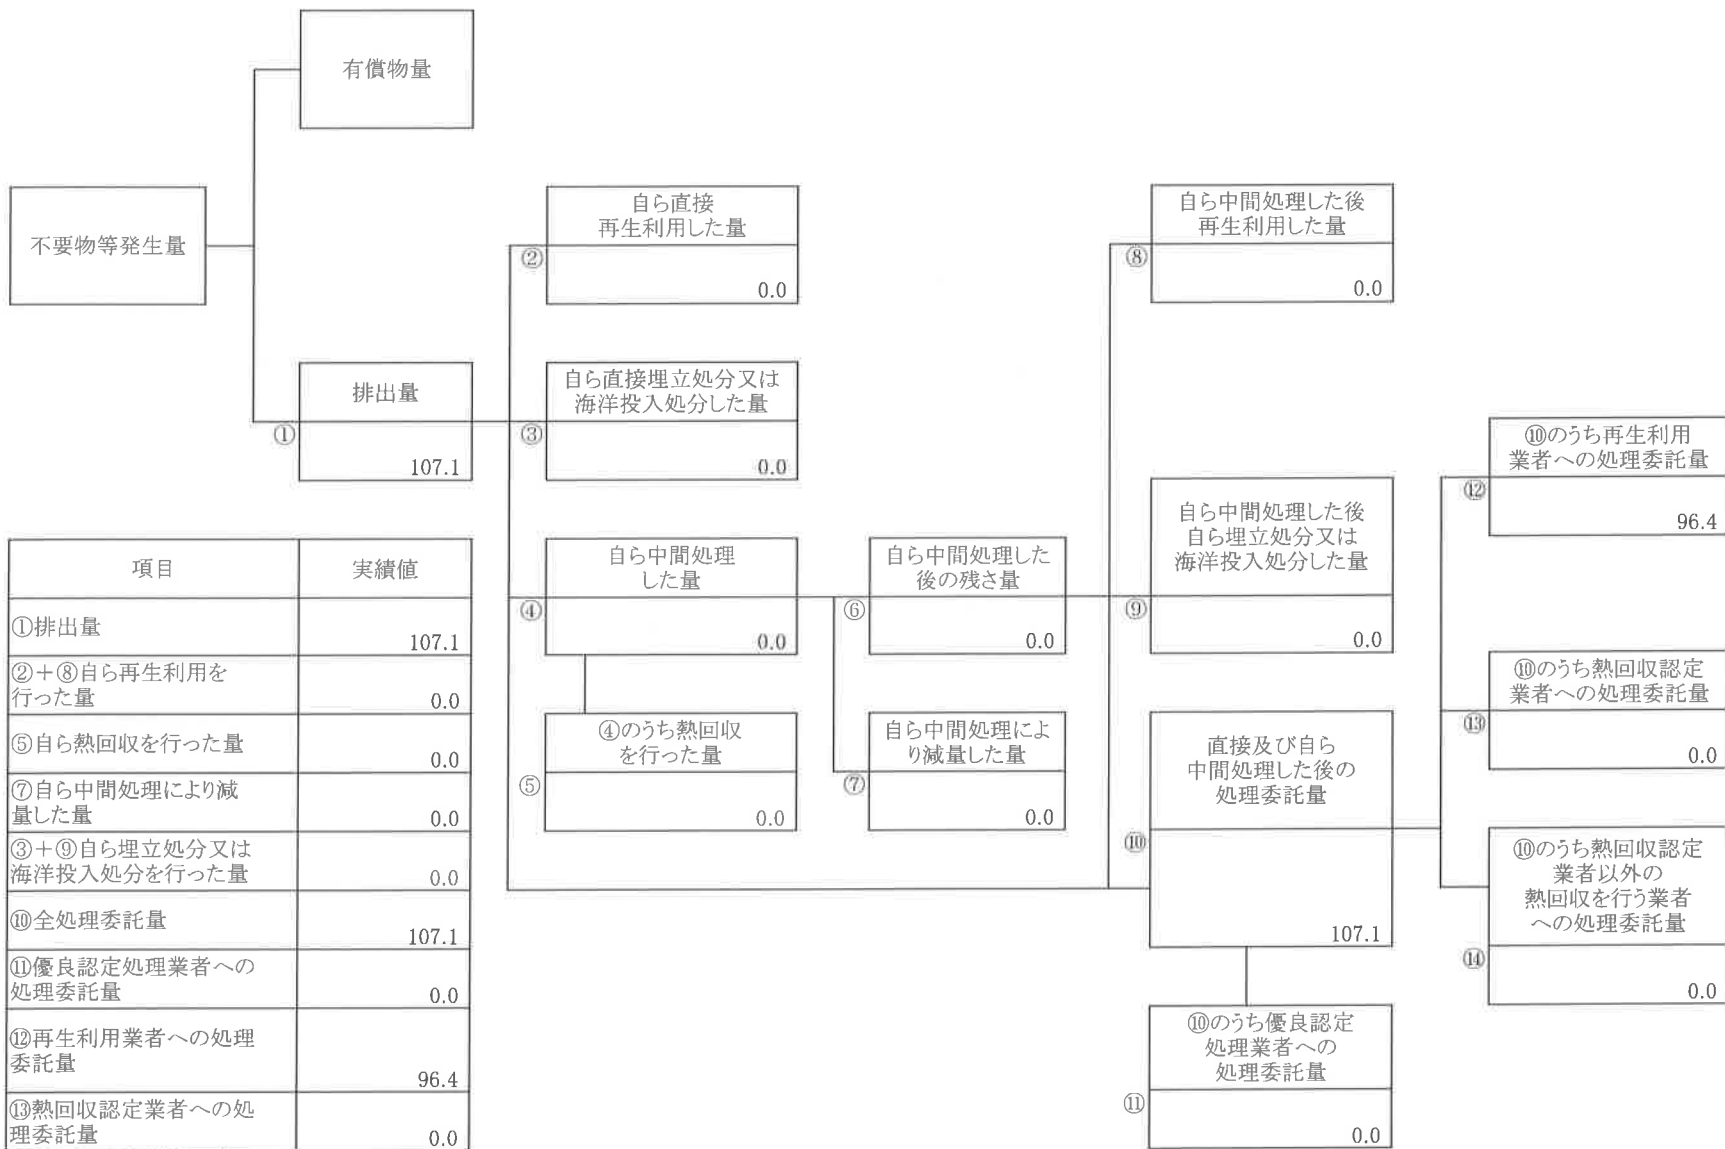 有償物量
不要物等発生量
排出量
①
107.1
自ら直接
再生利用した量
②
0.0
自ら直接埋立処分又は
海洋投入処分した量
③
0.0
自ら中間処理
した量
④
0.0
④のうち熱回収
を行った量
⑤
0.0
自ら中間処理した
後の残さ量
⑥
0.0
自ら中間処理によ
り減量した量
⑦
0.0
自ら中間処理した後
再生利用した量
⑧
0.0
自ら中間処理した後
自ら埋立処分又は
海洋投入処分した量
⑨
0.0
直接及び自ら
中間処理した後の
処理委託量
⑩
107.1
⑩のうち優良認定
処理業者への
処理委託量
⑪
0.0
⑩のうち再生利用
業者への処理委託量
⑫
96.4
⑩のうち熱回収認定
業者への処理委託量
⑬
0.0
⑩のうち熱回収認定
業者以外の
熱回収を行う業者
への処理委託量
⑭
0.0
項目 実績値
①排出量 107.1
②+⑧自ら再生利用を
行った量 0.0
⑤自ら熱回収を行った量 0.0
⑦自ら中間処理により減
量した量 0.0
③+⑨自ら埋立処分又は
海洋投入処分を行った量 0.0
⑩全処理委託量 107.1
⑪優良認定処理業者への
処理委託量 0.0
⑫再生利用業者への処理
委託量 96.4
⑬熱回収認定業者への処
理委託量 0.0